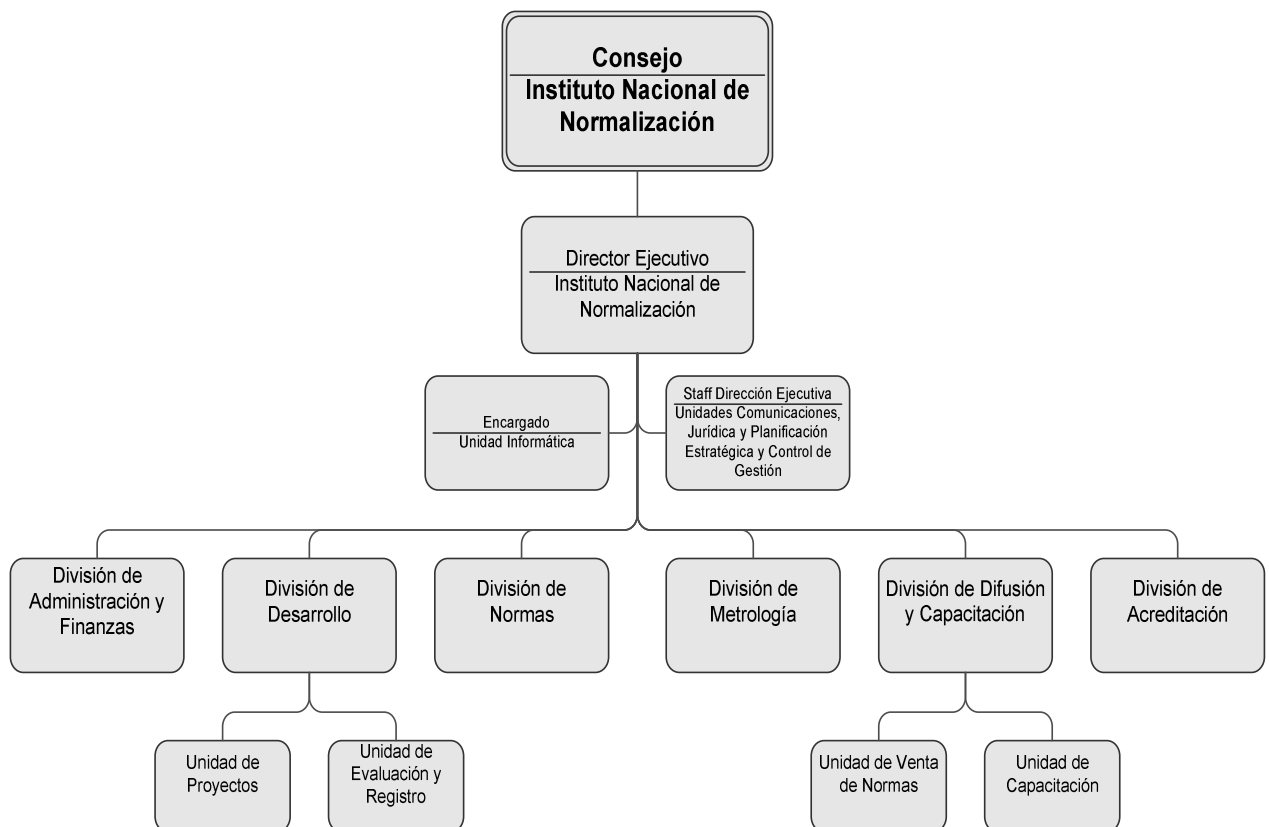 Consejo
Instituto Nacional de
Normalización
Director Ejecutivo
Instituto Nacional de
Normalización
Encargado
Unidad Informática
Staff Dirección Ejecutiva
Unidades Comunicaciones,
Jurídica y Planificación
Estratégica y Control de
Gestión
División de
Administración y
Finanzas
División de
Desarrollo
División de
Normas
División de
Metrología
División de Difusión
y Capacitación
División de
Acreditación
Unidad de
Proyectos
Unidad de
Evaluación y
Registro
Unidad de Venta
de Normas
Unidad de
Capacitación